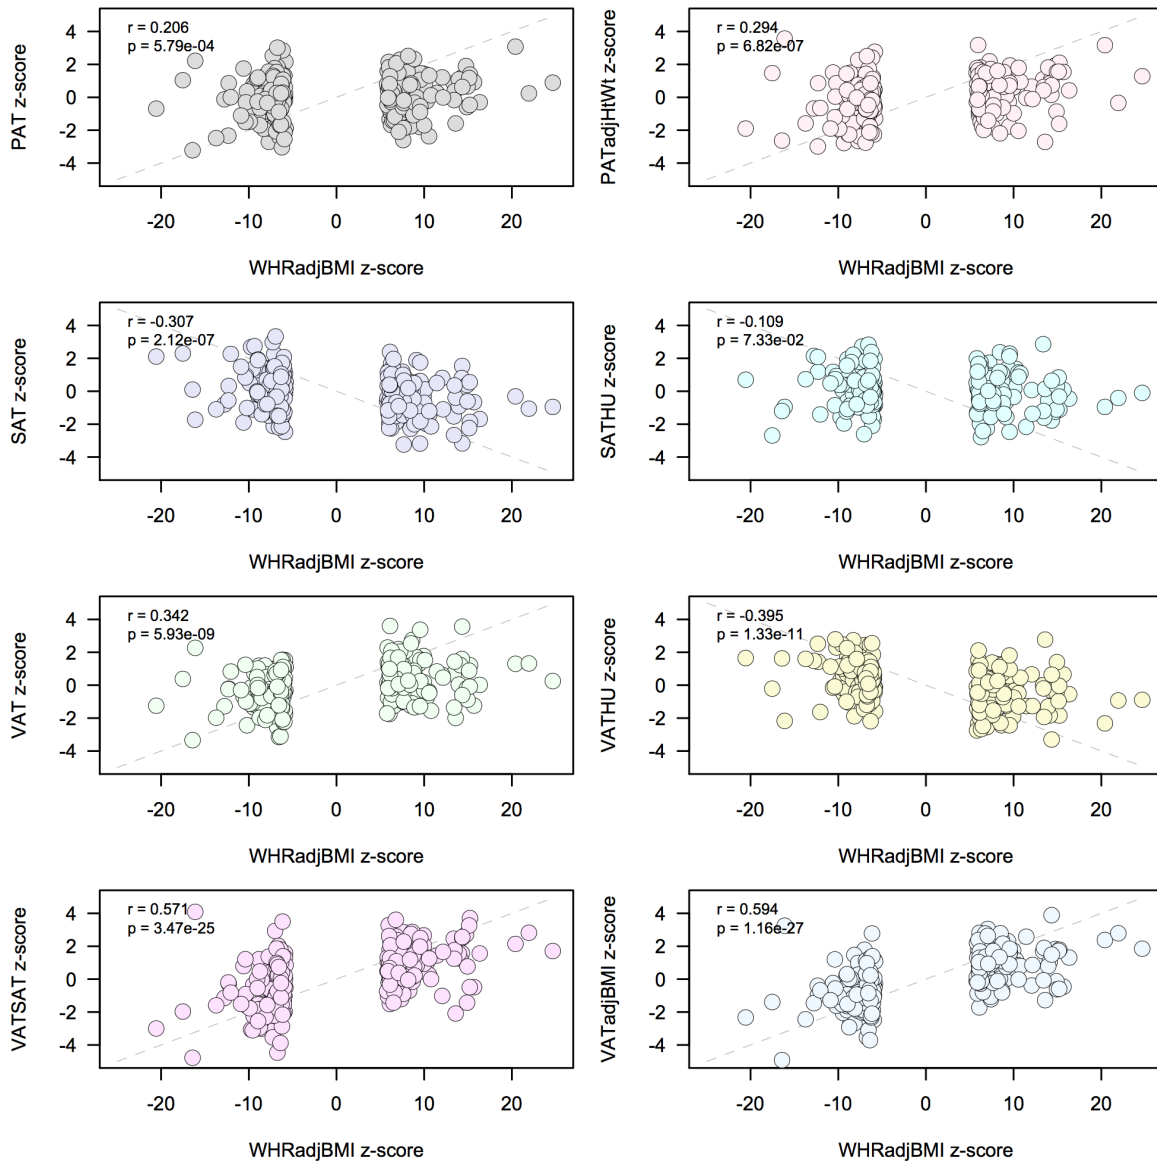 r = 0.206
p = 5.79e-04
PAT z-score
4
2
0
-2
-4
-20
-10
0
10
20
WHRadjBMI z-score
r = 0.294
p = 6.82e-07
PATadjHtWt z-score
4
2
0
-2
-4
-20
-10
0
10
20
WHRadjBMI z-score
r = -0.307
p = 2.12e-07
SAT z-score
4
2
0
-2
-4
-20
-10
0
10
20
WHRadjBMI z-score
r = -0.109
p = 7.33e-02
SATHU z-score
4
2
0
-2
-4
-20
-10
0
10
20
WHRadjBMI z-score
r = 0.342
p = 5.93e-09
VAT z-score
4
2
0
-2
-4
-20
-10
0
10
20
WHRadjBMI z-score
r = -0.395
p = 1.33e-11
VATHU z-score
4
2
0
-2
-4
-20
-10
0
10
20
WHRadjBMI z-score
r = 0.571
p = 3.47e-25
VATSAT z-score
4
2
0
-2
-4
-20
-10
0
10
20
WHRadjBMI z-score
r = 0.594
p = 1.16e-27
VATadjBMI z-score
4
2
0
-2
-4
-20
-10
0
10
20
WHRadjBMI z-score